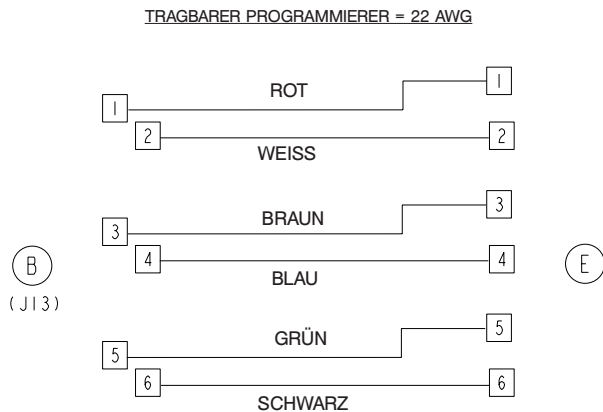 TRAGBARER PROGRAMMIERER = 22 AWG
ROT
1
1
2
2
WEISS
BRAUN
3
3
4
4
BLAU
B
(J13)
E
GRÜN
5
5
6
6
SCHWARZ